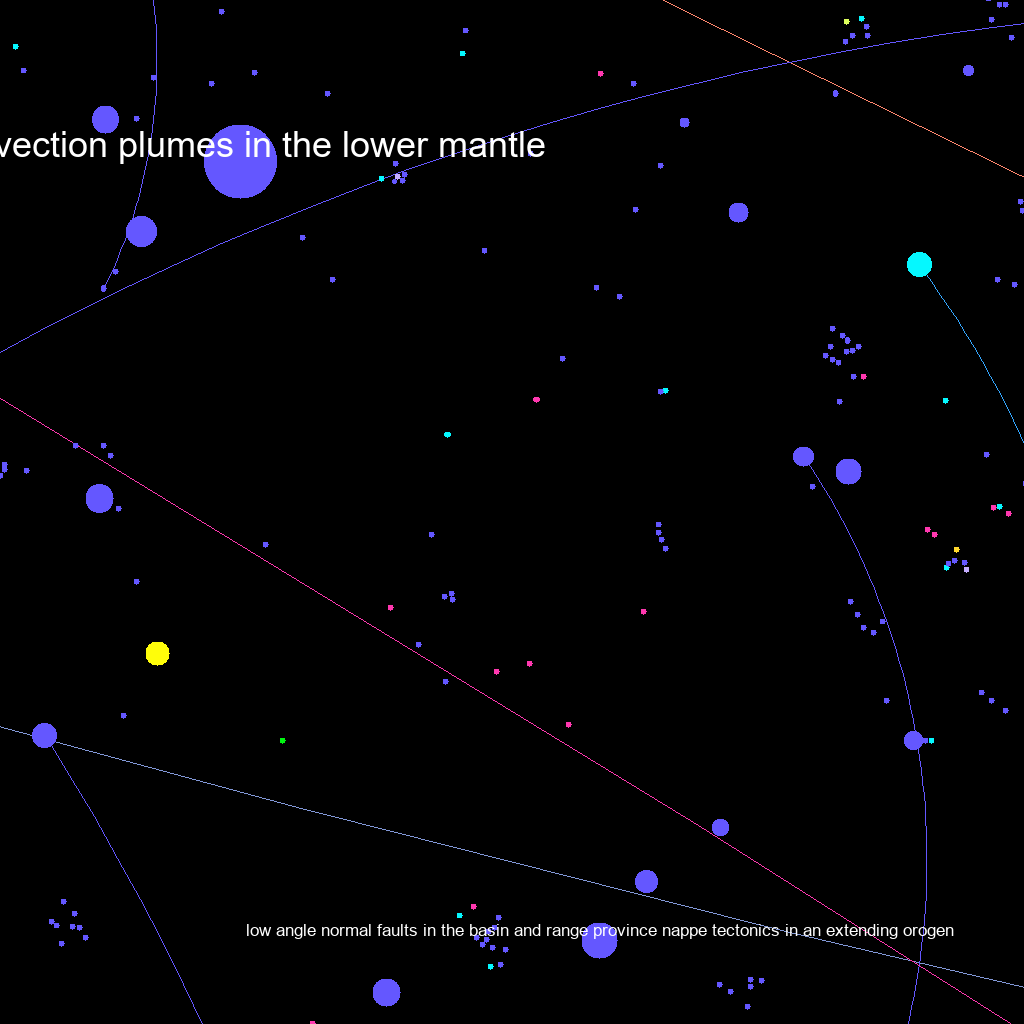 vection plumes in the lower mantle
low angle normal faults in the basin and range province nappe tectonics in an extending orogen